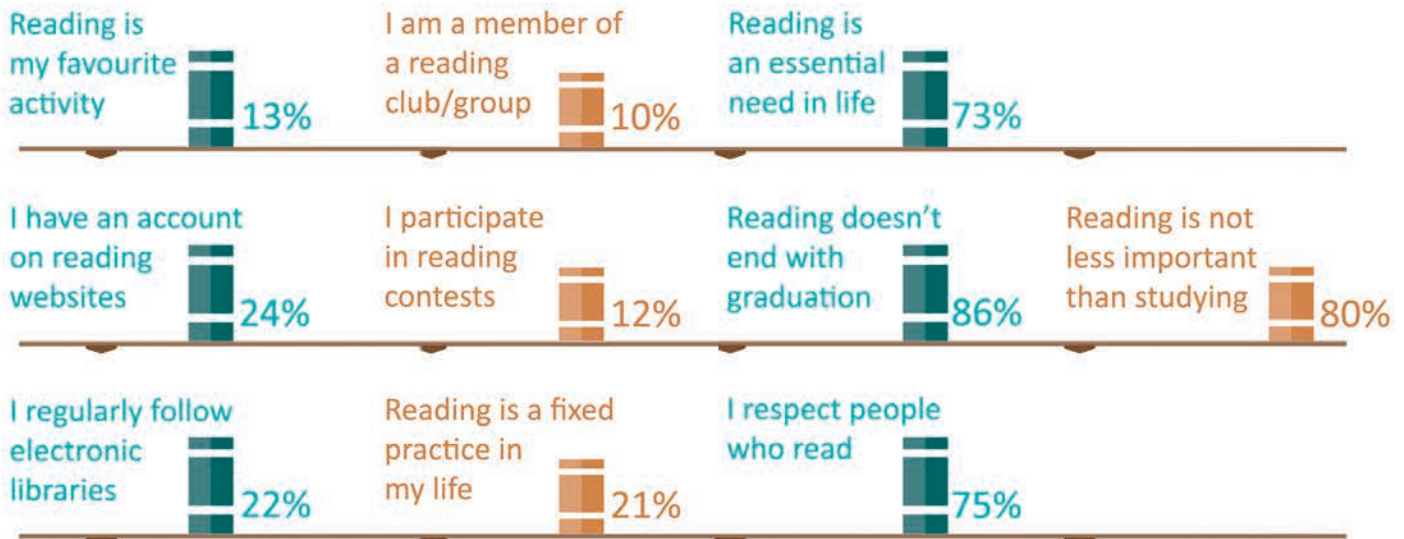 Reading is
my favourite
activity
13%
I am a member of
a reading
club/group
10%
Reading is
an essential
need in life
73%
I have an account
on reading
websites
24%
I participate
in reading
contests
12%
Reading doesn’t
end with
graduation
86%
Reading is not
less important
than studying
80%
I regularly follow
electronic
libraries
22%
Reading is a fixed
practice in
my life
21%
I respect people
who read
75%